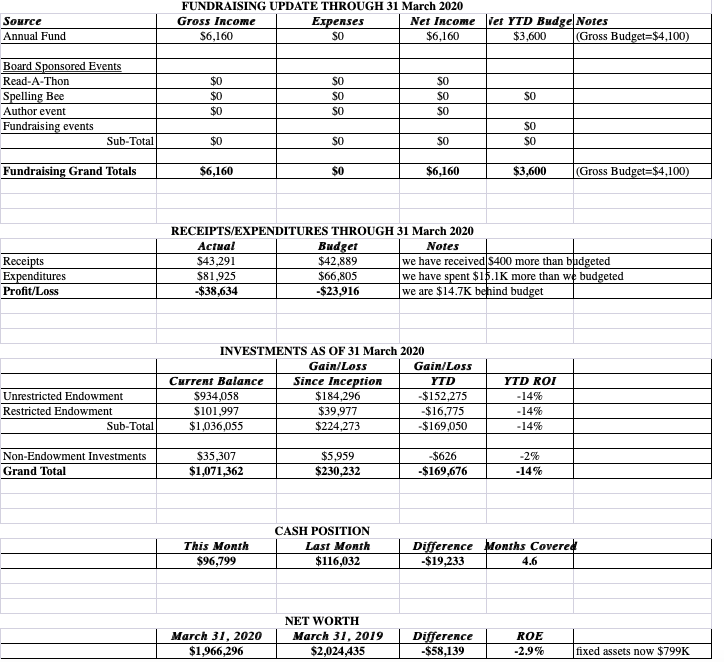 FUNDRAISING UPDATE THROUGH 31 March 2020
Source Gross Income Expenses Net Income Net YTD Budge Notes
Annual Fund $6,160 $0 $6,160 $3,600 (Gross Budget=$4,100)
Board Sponsored Events
Read-A-Thon $0 $0 $0
Spelling Bee $0 $0 $0 $0
Author event $0 $0 $0
Fundraising events $0
Sub-Total $0 $0 $0 $0
Fundraising Grand Totals $6,160 $0 $6,160 $3,600 (Gross Budget=$4,100)
RECEIPTS/EXPENDITURES THROUGH 31 March 2020
Actual Budget Notes
Receipts $43,291 $42,889 we have received $400 more than budgeted
Expenditures $81,925 $66,805 we have spent $15.1K more than we budgeted
Profit/Loss -$38,634 -$23,916 we are $14.7K behind budget
INVESTMENTS AS OF 31 March 2020
Gain/Loss Gain/Loss
Current Balance Since Inception YTD YTD ROI
Unrestricted Endowment $934,058 $184,296 -$152,275 -14%
Restricted Endowment $101,997 $39,977 -$16,775 -14%
Sub-Total $1,036,055 $224,273 -$169,050 -14%
Non-Endowment Investments $35,307 $5,959 -$626 -2%
Grand Total $1,071,362 $230,232 -$169,676 -14%
CASH POSITION
This Month Last Month Difference Months Covered
$96,799 $116,032 -$19,233 4.6
NET WORTH
March 31, 2020 March 31, 2019 Difference ROE
$1,966,296 $2,024,435 -$58,139 -2.9% fixed assets now $799K